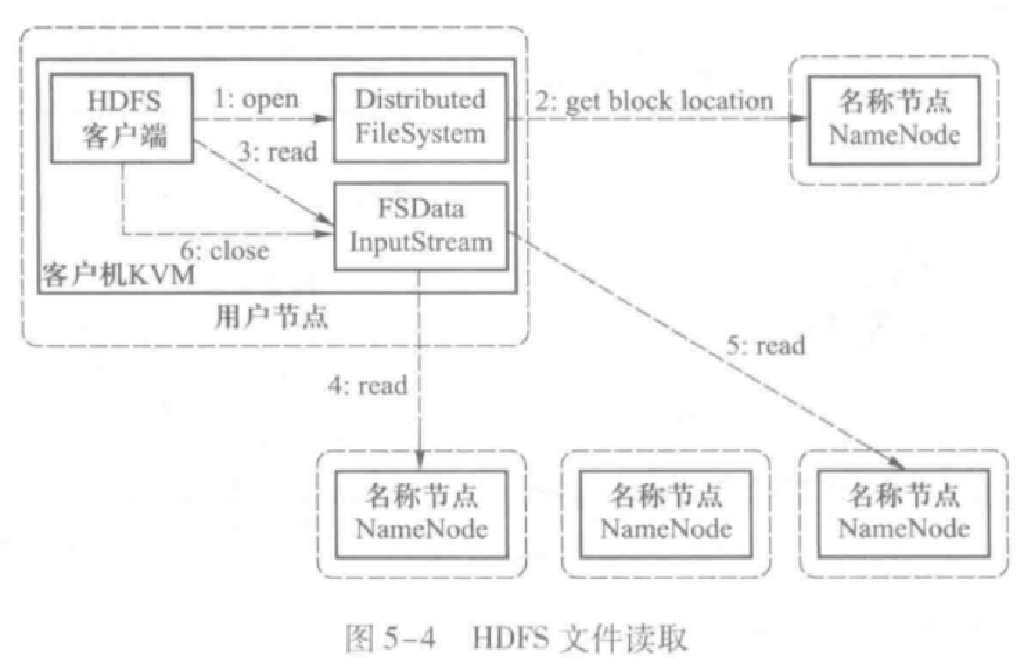 HDFS
客户端
1: open
Distributed
FileSystem
2: get block location
名称节点
NameNode
3: read
FSData
InputStream
6: close
客户机KVM
用户节点
4: read
5: read
名称节点
NameNode
名称节点
NameNode
名称节点
NameNode
图 5-4 HDFS 文件读取